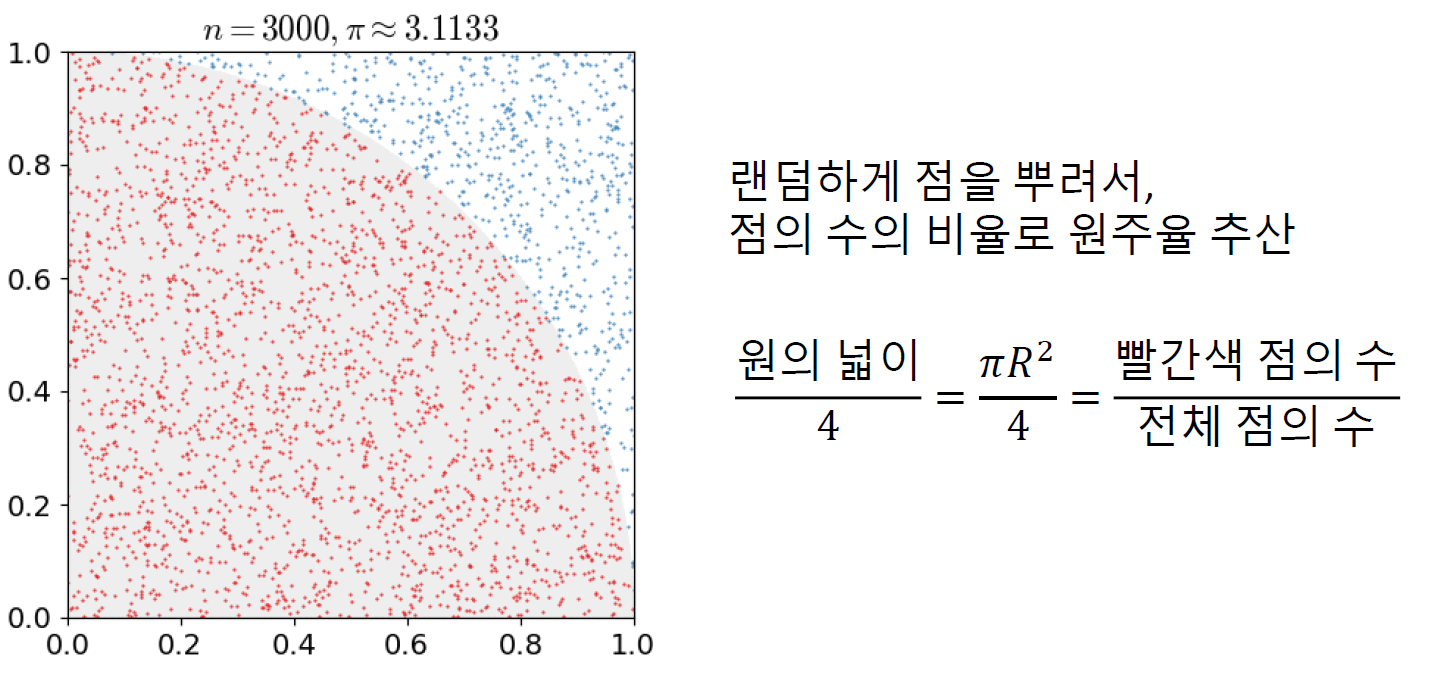 n = 3000, π ≈ 3.1133
1.0
0.8
0.6
0.4
0.2
0.0
0.0 0.2 0.4 0.6 0.8 1.0
랜덤하게 점을 뿌려서,
점의 수의 비율로 원주율 추산
원의 넓이 / 4 = πR² / 4 = 빨간색 점의 수 / 전체 점의 수